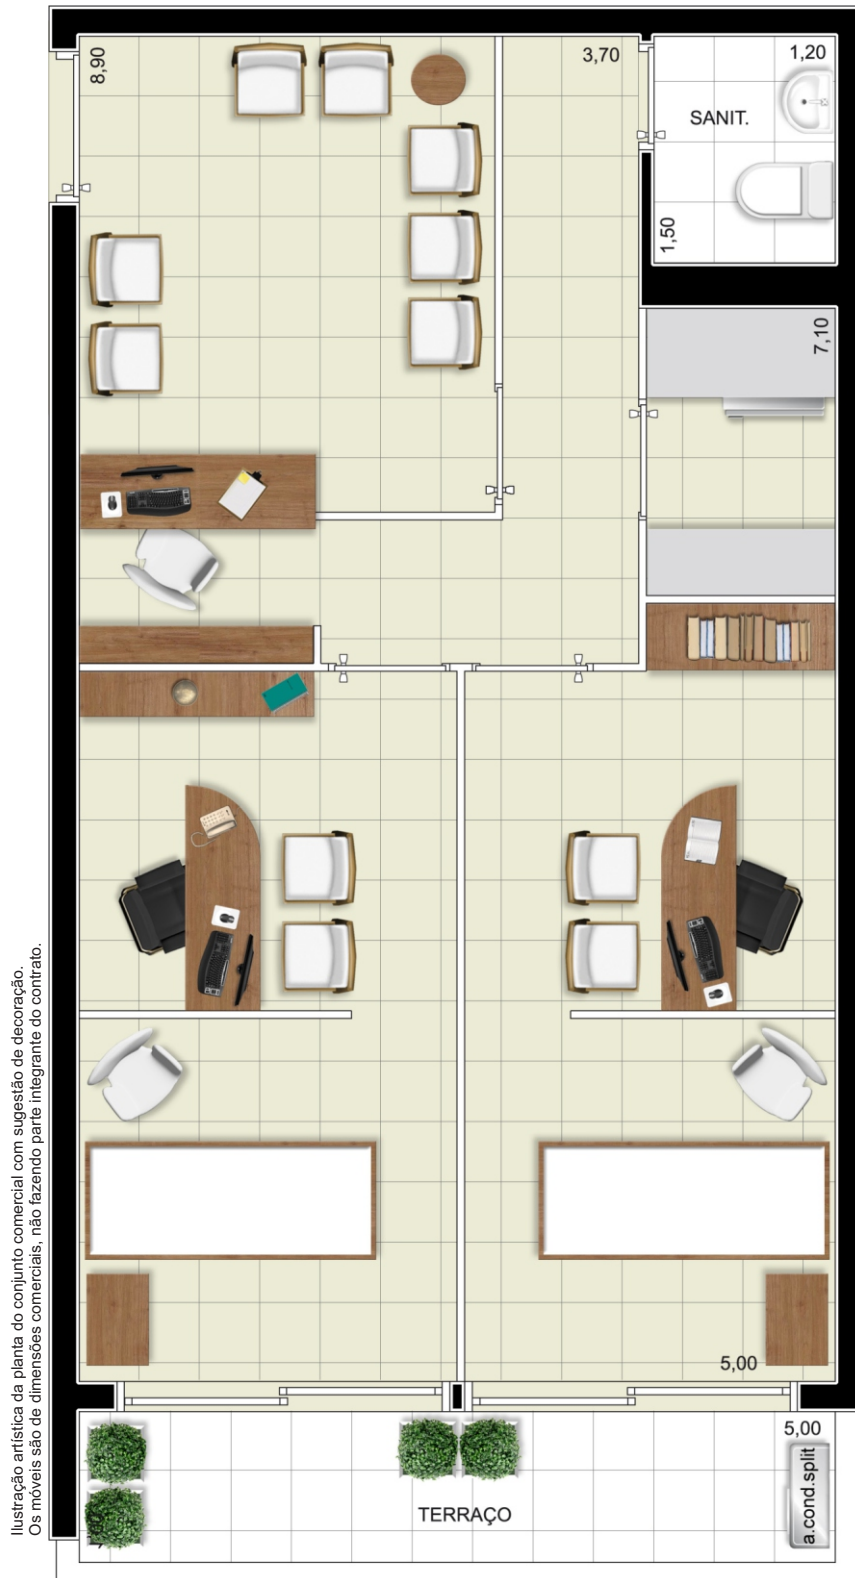 8,90
3,70
1,20
SANIT.
1,50
7,10
5,00
5,00
a.cond.split
TERRAÇO
Ilustração artística da planta do conjunto comercial com sugestão de decoração.
Os móveis são de dimensões comerciais, não fazendo parte integrante do contrato.